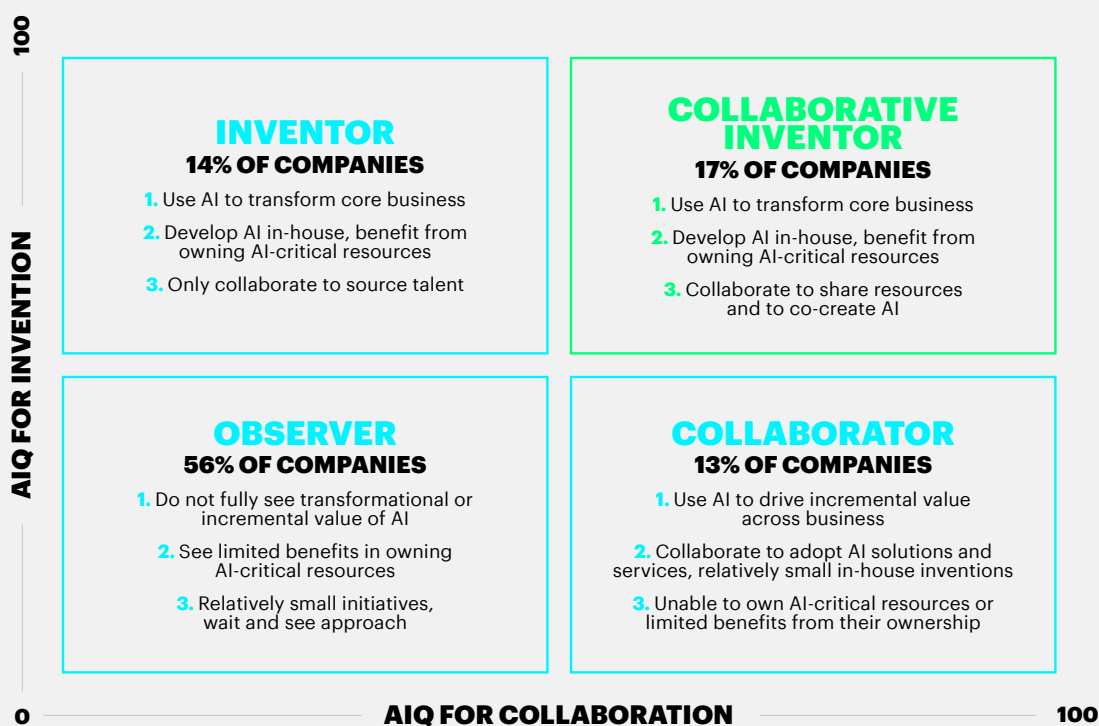 100
AIQ FOR INVENTION
INVENTOR
14% OF COMPANIES
1. Use AI to transform core business
2. Develop AI in-house, benefit from
owning AI-critical resources
3. Only collaborate to source talent
COLLABORATIVE
INVENTOR
17% OF COMPANIES
1. Use AI to transform core business
2. Develop AI in-house, benefit from
owning AI-critical resources
3. Collaborate to share resources
and to co-create AI
OBSERVER
56% OF COMPANIES
1. Do not fully see transformational or
incremental value of AI
2. See limited benefits in owning
AI-critical resources
3. Relatively small initiatives,
wait and see approach
COLLABORATOR
13% OF COMPANIES
1. Use AI to drive incremental value
across business
2. Collaborate to adopt AI solutions and
services, relatively small in-house inventions
3. Unable to own AI-critical resources or
limited benefits from their ownership
0
AIQ FOR COLLABORATION
100